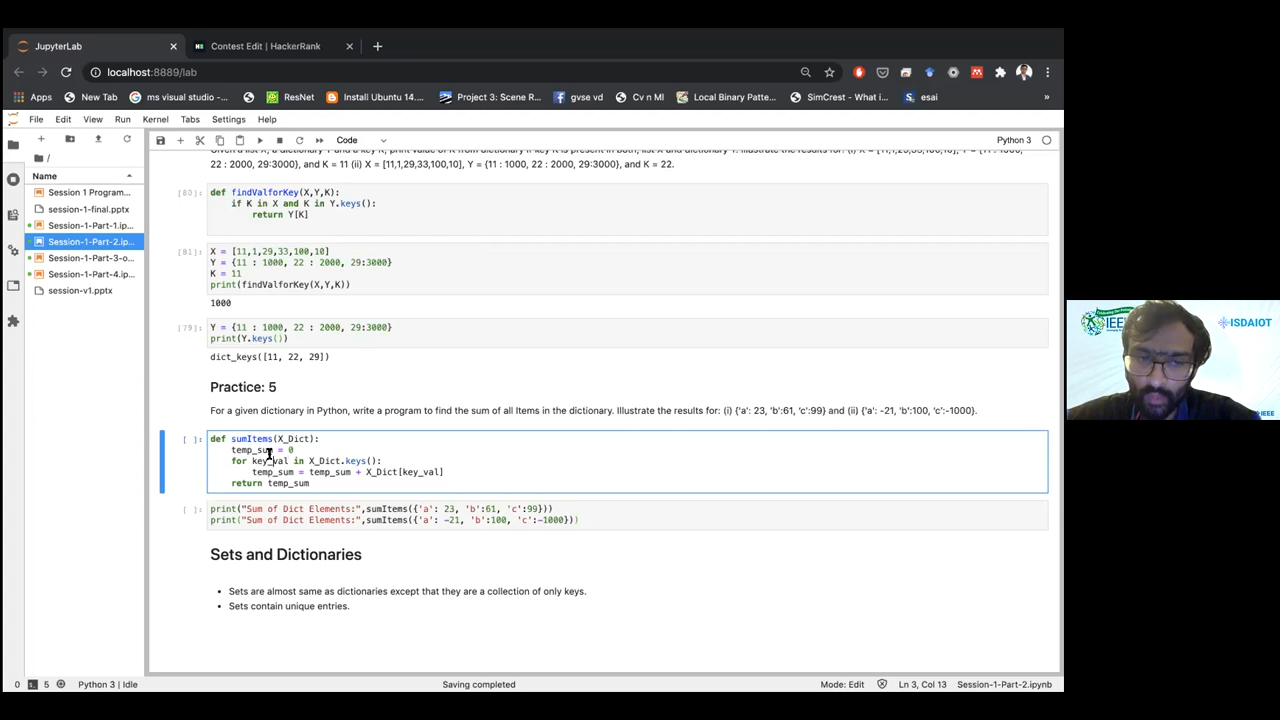 JupyterLab
Contest Edit | HackerRank
localhost:8889/lab
Apps
New Tab
ms visual studio -...
ResNet
Install Ubuntu 14....
Project 3: Scene R...
gvse vd
Cv n Ml
Local Binary Patte...
SimCrest - What i...
esai
»
File Edit View Run Kernel Tabs Settings Help
Code
Python 3
/
Name
Session 1 Program...
session-1-final.pptx
Session-1-Part-1.ip...
Session-1-Part-2.ip...
Session-1-Part-3-o...
Session-1-Part-4.ip...
session-v1.pptx
22 : 2000, 29:3000}, and K = 11 (ii) X = [11,1,29,33,100,10], Y = {11 : 1000, 22 : 2000, 29:3000}, and K = 22.
[80]: def findValforKey(X,Y,K):
if K in X and K in Y.keys():
return Y[K]
[81]: X = [11,1,29,33,100,10]
Y = {11 : 1000, 22 : 2000, 29:3000}
K = 11
print(findValforKey(X,Y,K))
1000
[79]: Y = {11 : 1000, 22 : 2000, 29:3000}
print(Y.keys())
dict_keys([11, 22, 29])
Practice: 5
For a given dictionary in Python, write a program to find the sum of all Items in the dictionary. Illustrate the results for: (i) {'a': 23, 'b':61, 'c':99} and (ii) {'a': -21, 'b':100, 'c':-1000}.
[ ]: def sumItems(X_Dict):
temp_sum = 0
for key_val in X_Dict.keys():
temp_sum = temp_sum + X_Dict[key_val]
return temp_sum
[ ]: print("Sum of Dict Elements:",sumItems({'a': 23, 'b':61, 'c':99}))
print("Sum of Dict Elements:",sumItems({'a': -21, 'b':100, 'c':-1000}))
Sets and Dictionaries
• Sets are almost same as dictionaries except that they are a collection of only keys.
• Sets contain unique entries.
0 5 Python 3 | Idle
Saving completed
Mode: Edit
Ln 3, Col 13
Session-1-Part-2.ipynb
ISDAIOT